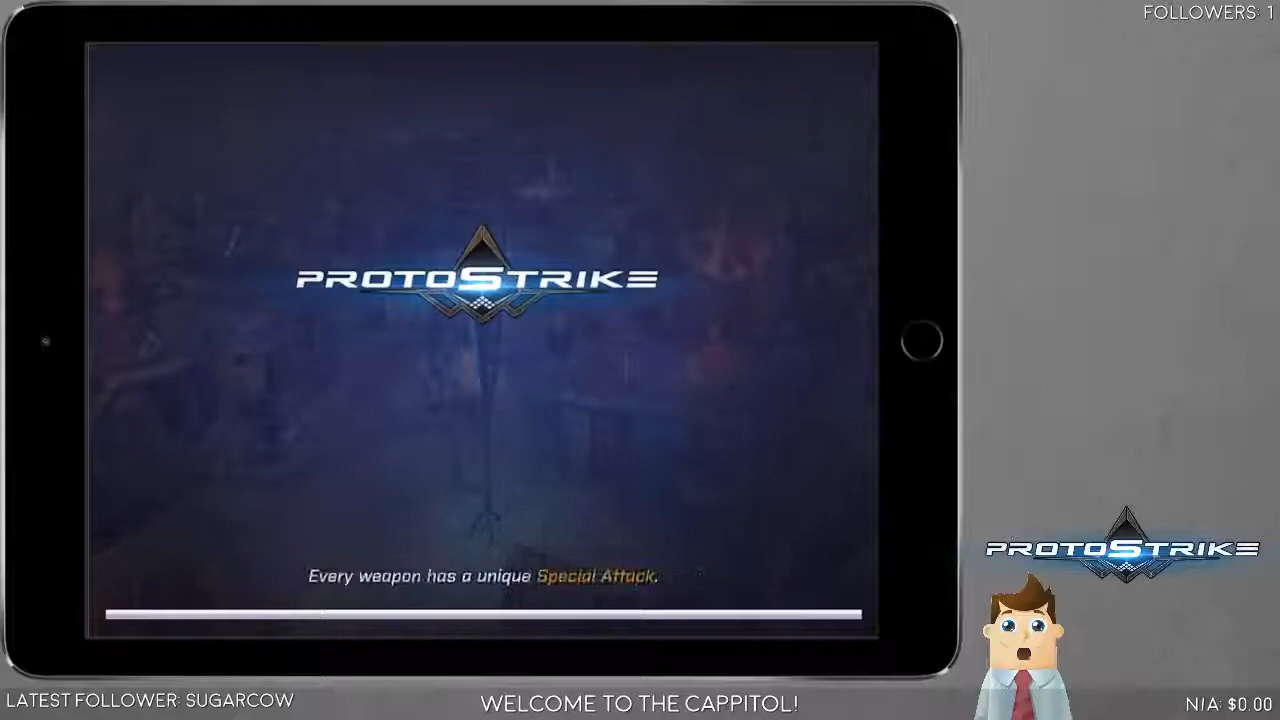 FOLLOWERS: 1
PROTOSTRIKE
Every weapon has a unique Special Attack.
PROTOSTRIKE
LATEST FOLLOWER: SUGARCOW
WELCOME TO THE CAPPITOL!
N/A: $0.00